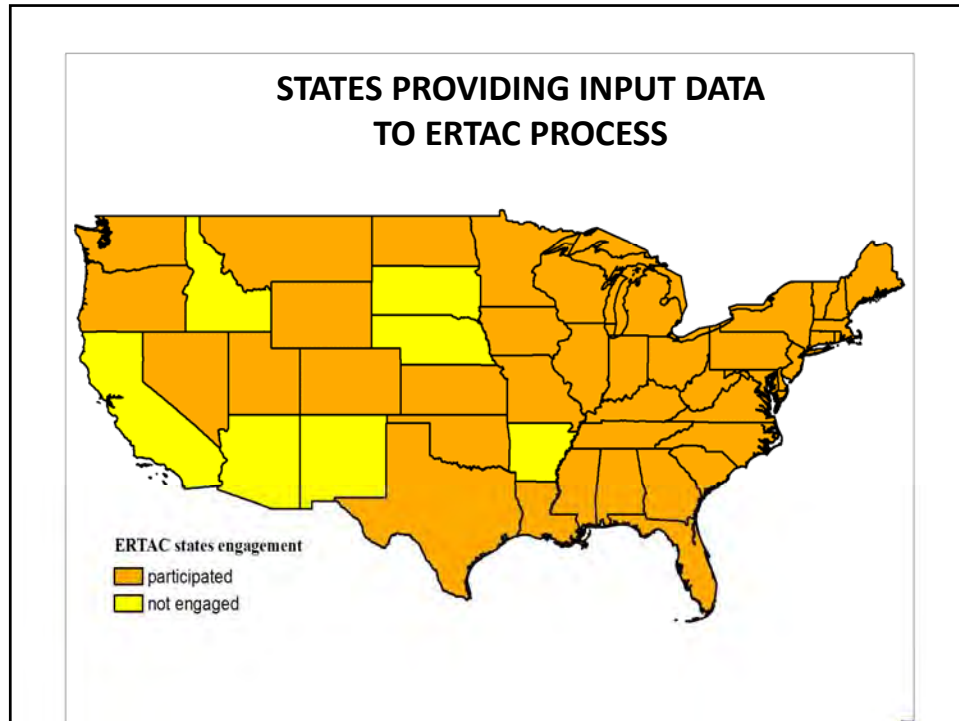 STATES PROVIDING INPUT DATA
TO ERTAC PROCESS
ERTAC states engagement
participated
not engaged